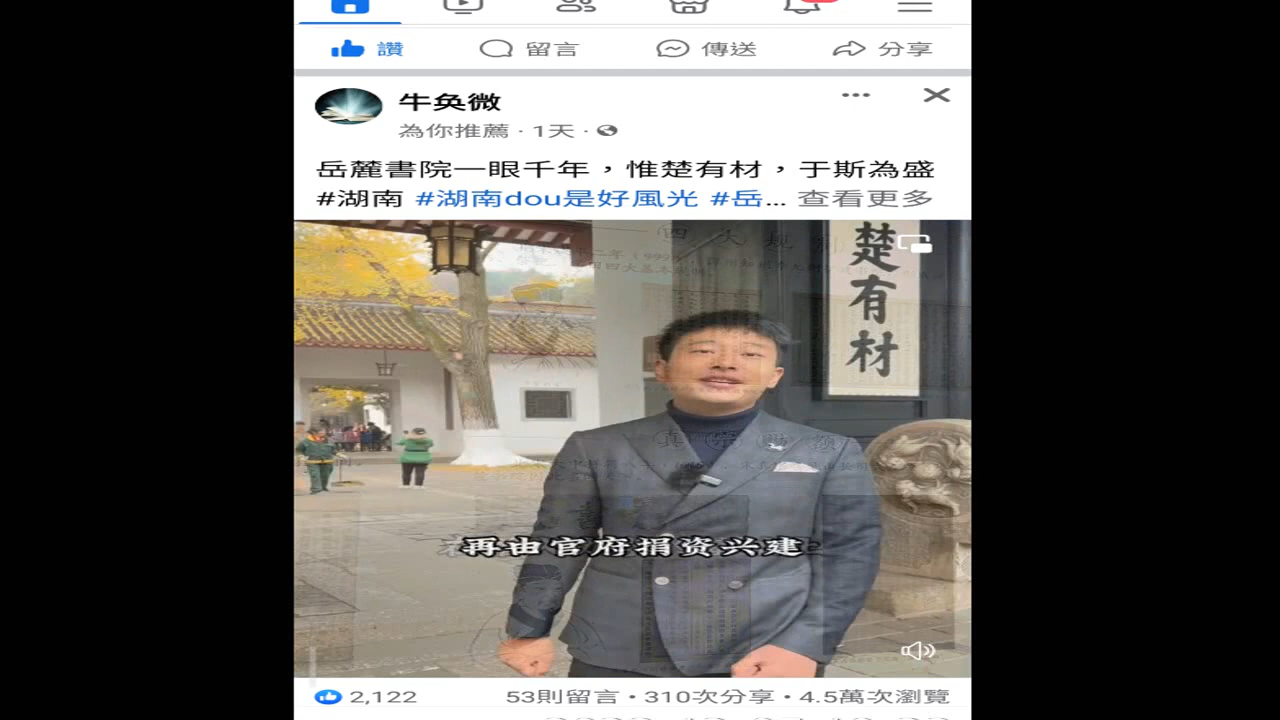 讚 留言 傳送 分享
牛奐微
為你推薦 · 1天 ·
岳麓書院一眼千年，惟楚有材，于斯為盛
#湖南 #湖南dou是好風光 #岳... 查看更多
楚有材
再由官府捐资兴建
2,122 53則留言 · 310次分享 · 4.5萬次瀏覽